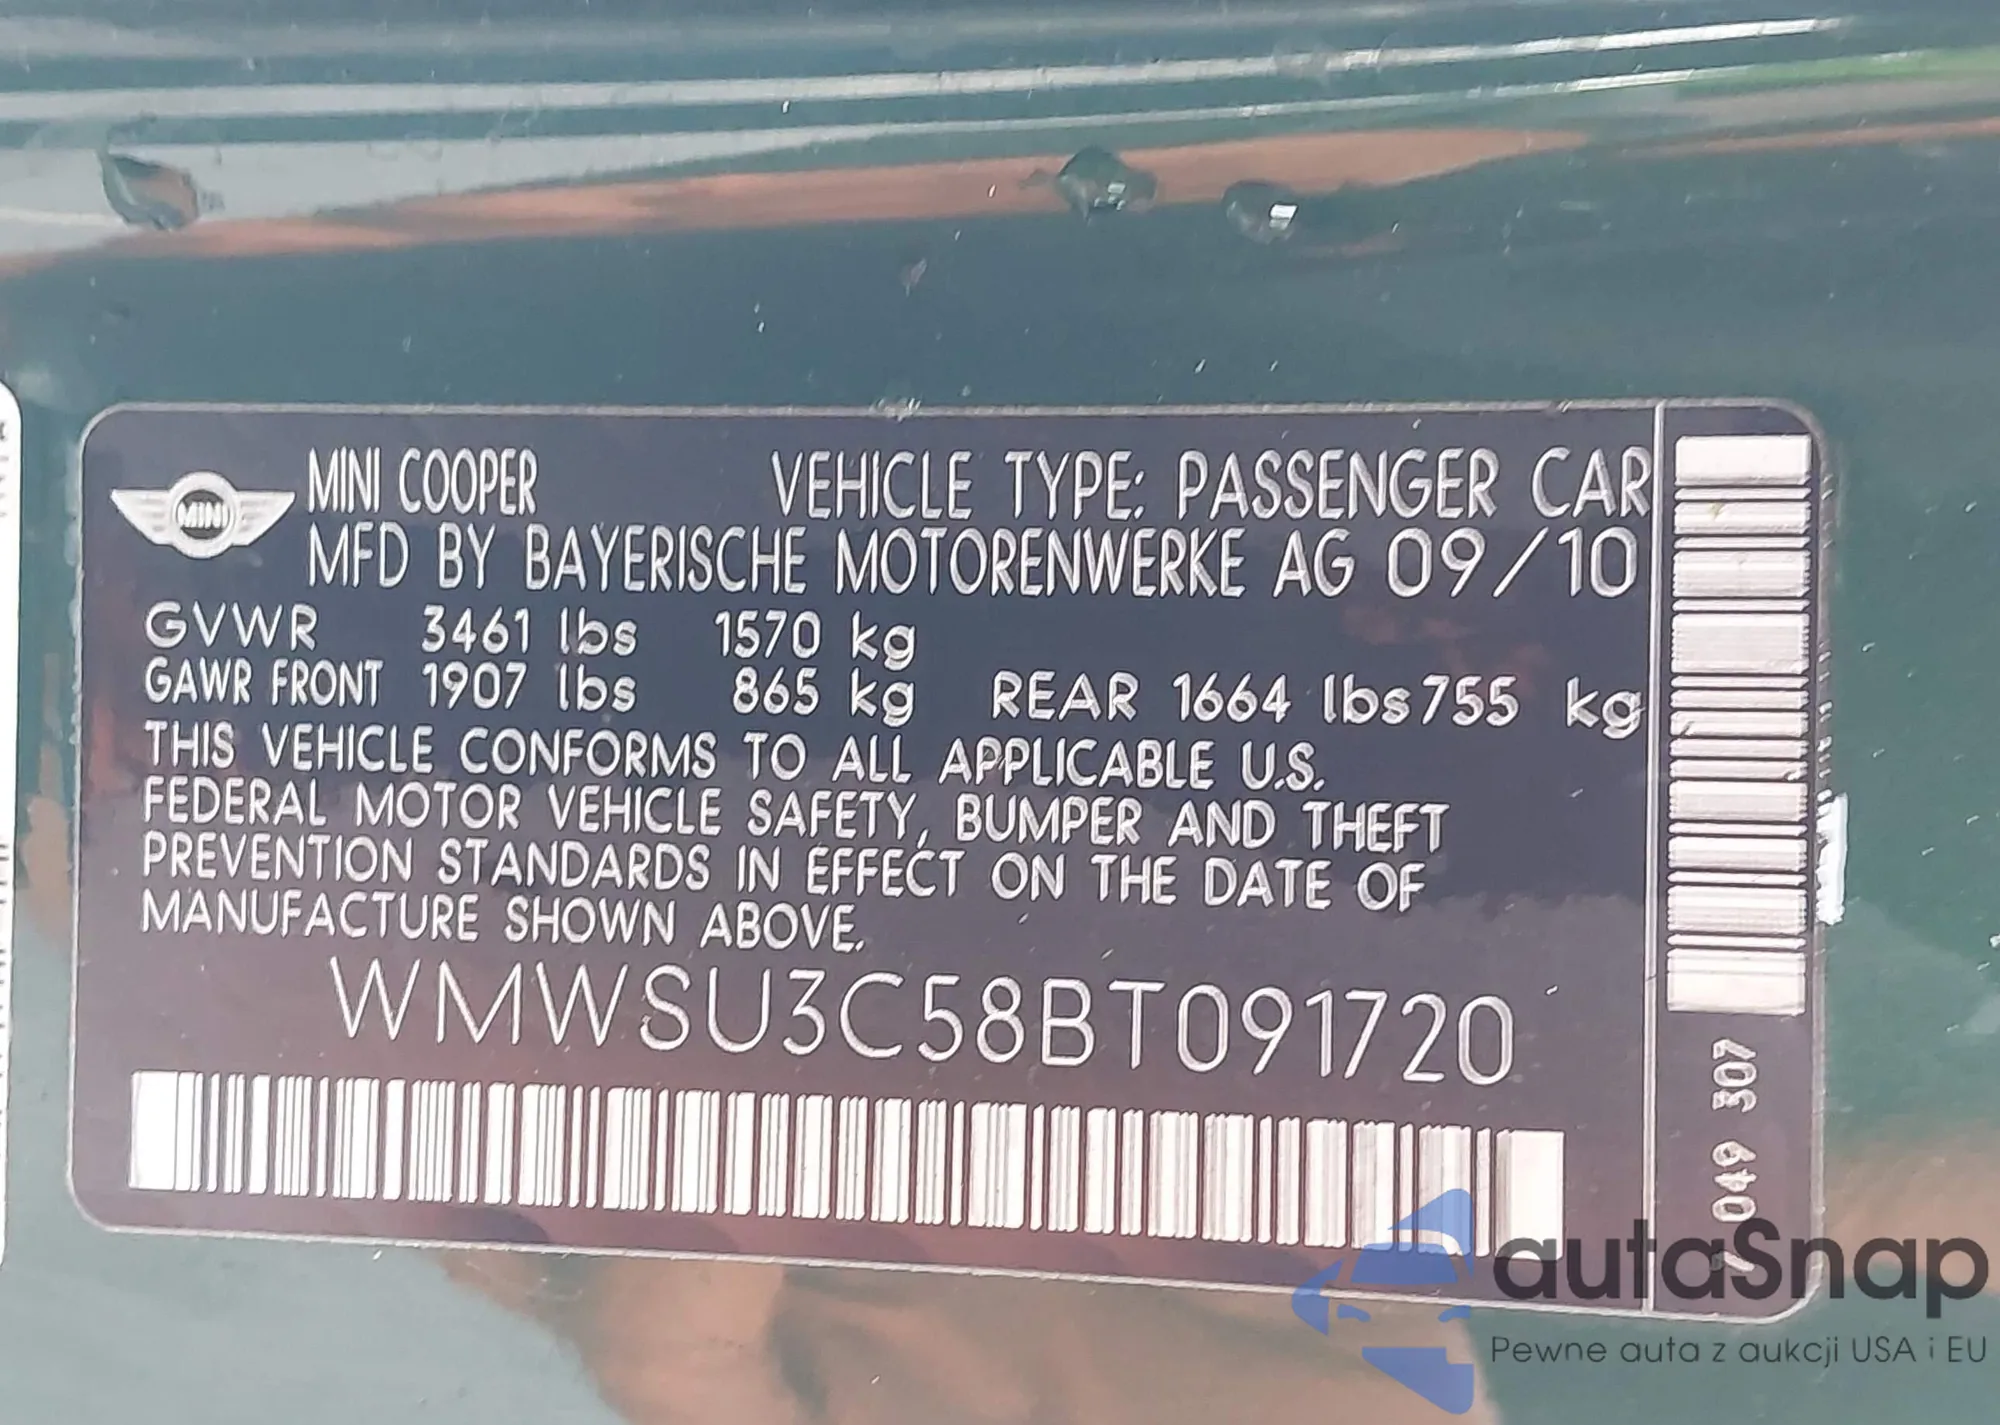 MINI
MINI COOPER VEHICLE TYPE: PASSENGER CAR
MFD BY BAYERISCHE MOTORENWERKE AG 09/10
GVWR 3461 lbs 1570 kg
GAWR FRONT 1907 lbs 865 kg REAR 1664 lbs 755 kg
THIS VEHICLE CONFORMS TO ALL APPLICABLE U.S.
FEDERAL MOTOR VEHICLE SAFETY, BUMPER AND THEFT
PREVENTION STANDARDS IN EFFECT ON THE DATE OF
MANUFACTURE SHOWN ABOVE.
WMWSU3C58BT091720
049 307
autaSnap
Pewne auta z aukcji USA i EU